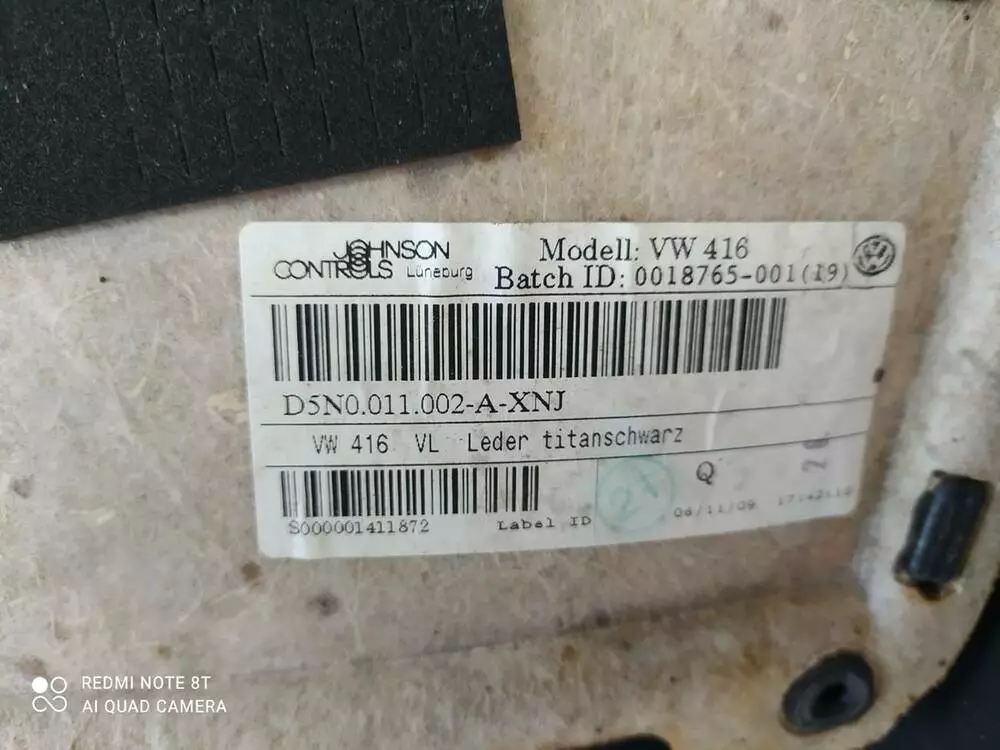 JOHNSON
CONTROLS Lüneburg
Modell: VW 416
Batch ID: 0018765-001(19)
D5N0.011.002-A-XNJ
VW 416 VL Leder titanschwarz
S000001411872 Label ID
21
Q
06/11/09
REDMI NOTE 8T
AI QUAD CAMERA